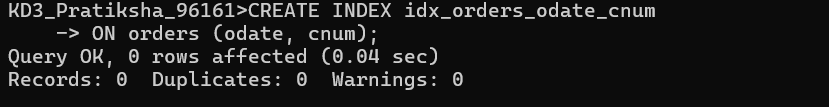 KD3_Pratiksha_96161>CREATE INDEX idx_orders_odate_cnum
    -> ON orders (odate, cnum);
Query OK, 0 rows affected (0.04 sec)
Records: 0  Duplicates: 0  Warnings: 0